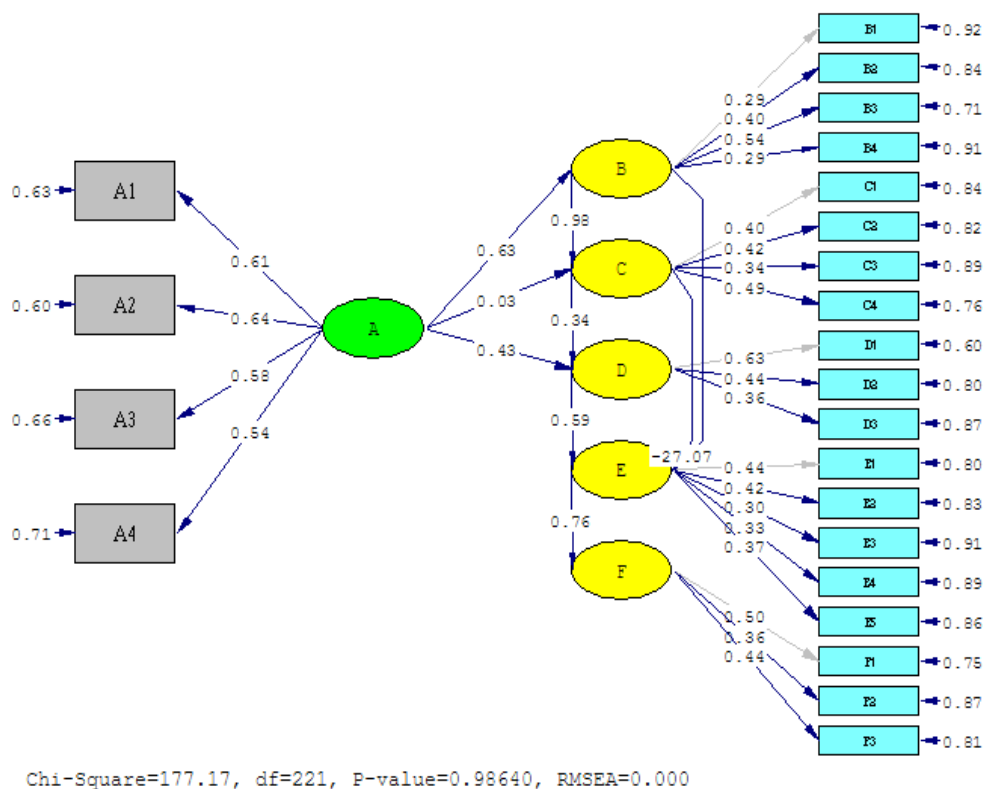 0.63 A1
0.60 A2
0.66 A3
0.71 A4
0.61
0.64
0.58
0.54
A
0.63
0.03
0.43
B
0.98
C
0.34
D
0.59
E
0.76
F
-27.07
0.29
0.40
0.54
0.29
0.40
0.42
0.34
0.49
0.63
0.44
0.36
0.44
0.42
0.30
0.33
0.37
0.50
0.36
0.44
B1 0.92
B2 0.84
B3 0.71
B4 0.91
C1 0.84
C2 0.82
C3 0.89
C4 0.76
D1 0.60
D2 0.80
D3 0.87
E1 0.80
E2 0.83
E3 0.91
E4 0.89
E5 0.86
F1 0.75
F2 0.87
F3 0.81
Chi-Square=177.17, df=221, P-value=0.98640, RMSEA=0.000